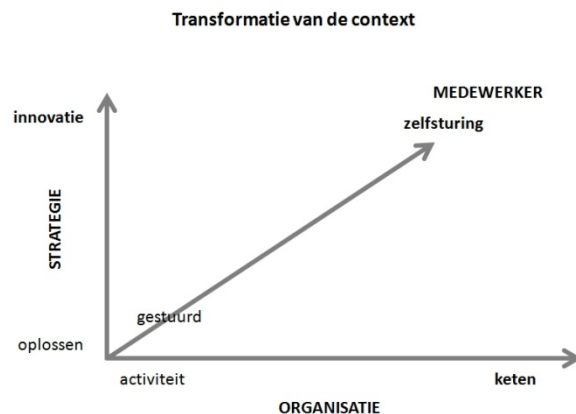 Transformatie van de context
MEDEWERKER
innovatie
zelfsturing
STRATEGIE
gestuurd
oplossen
activiteit
keten
ORGANISATIE